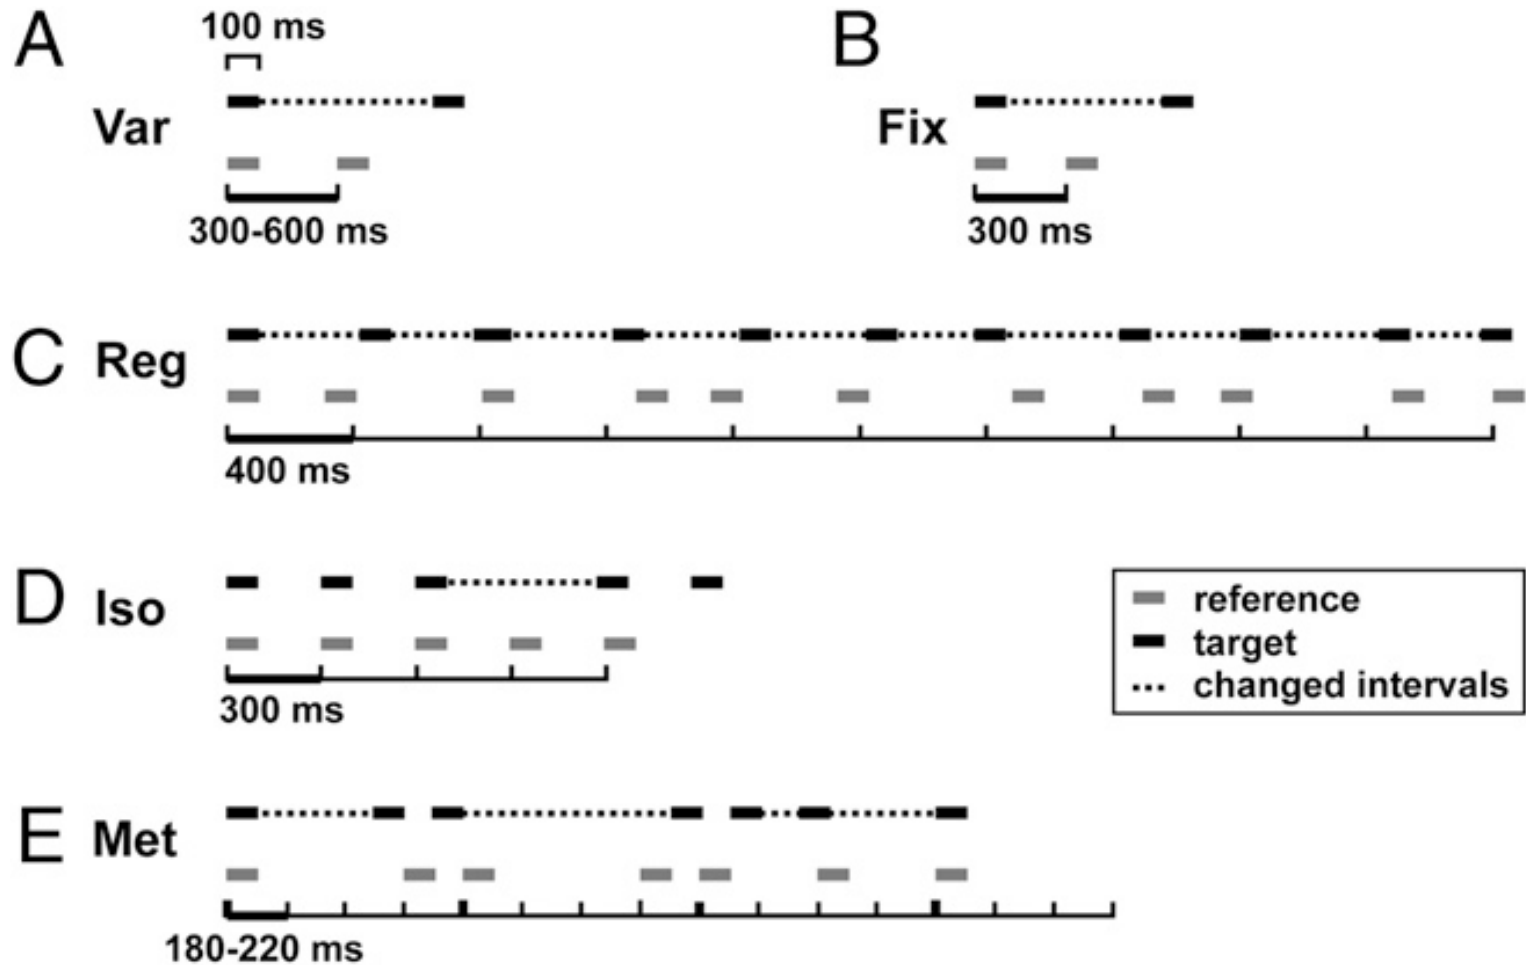 A
100 ms
Var
300-600 ms
B
Fix
300 ms
C
Reg
400 ms
D
Iso
300 ms
reference
target
changed intervals
E
Met
180-220 ms